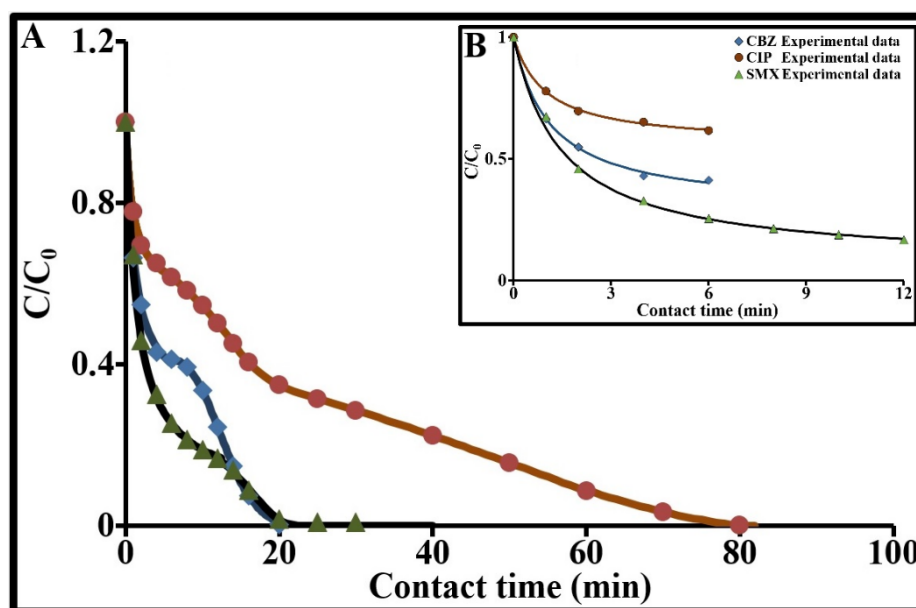 A
1.2
0.8
0.4
0
C/C0
0
20
40
60
80
100
Contact time (min)
B
1
0.5
0
C/C0
CBZ Experimental data
CIP Experimental data
SMX Experimental data
0
3
6
9
12
Contact time (min)